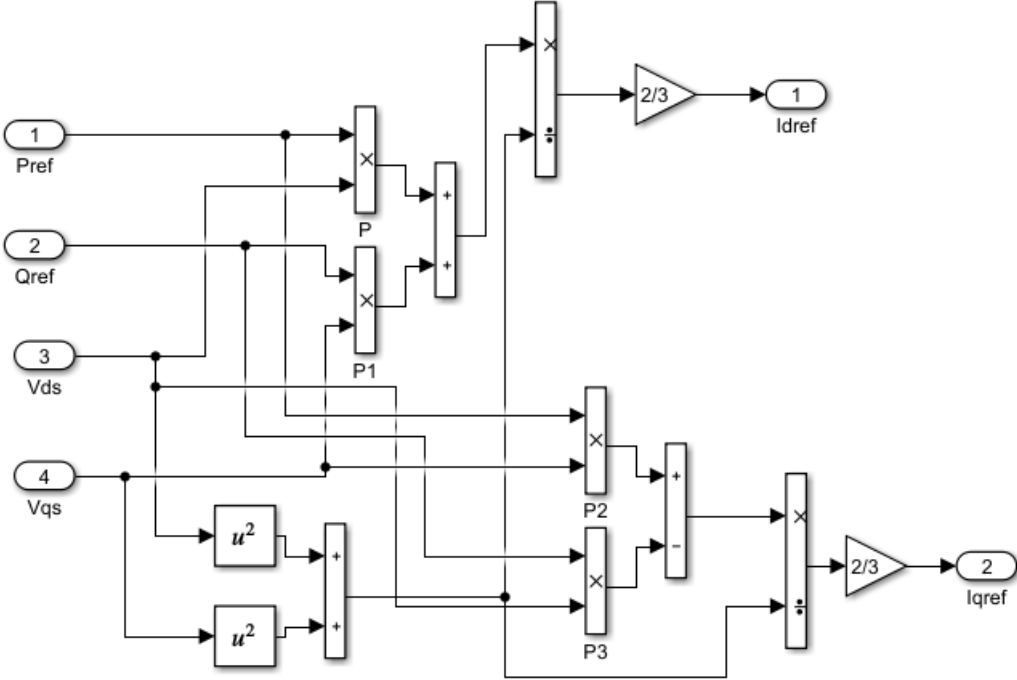 ×
÷
2/3
1
Idref
1
Pref
×
P
+
+
2
Qref
×
P1
3
Vds
4
Vqs
×
P2
+
−
×
÷
2/3
2
Iqref
u²
+
+
u²
×
P3